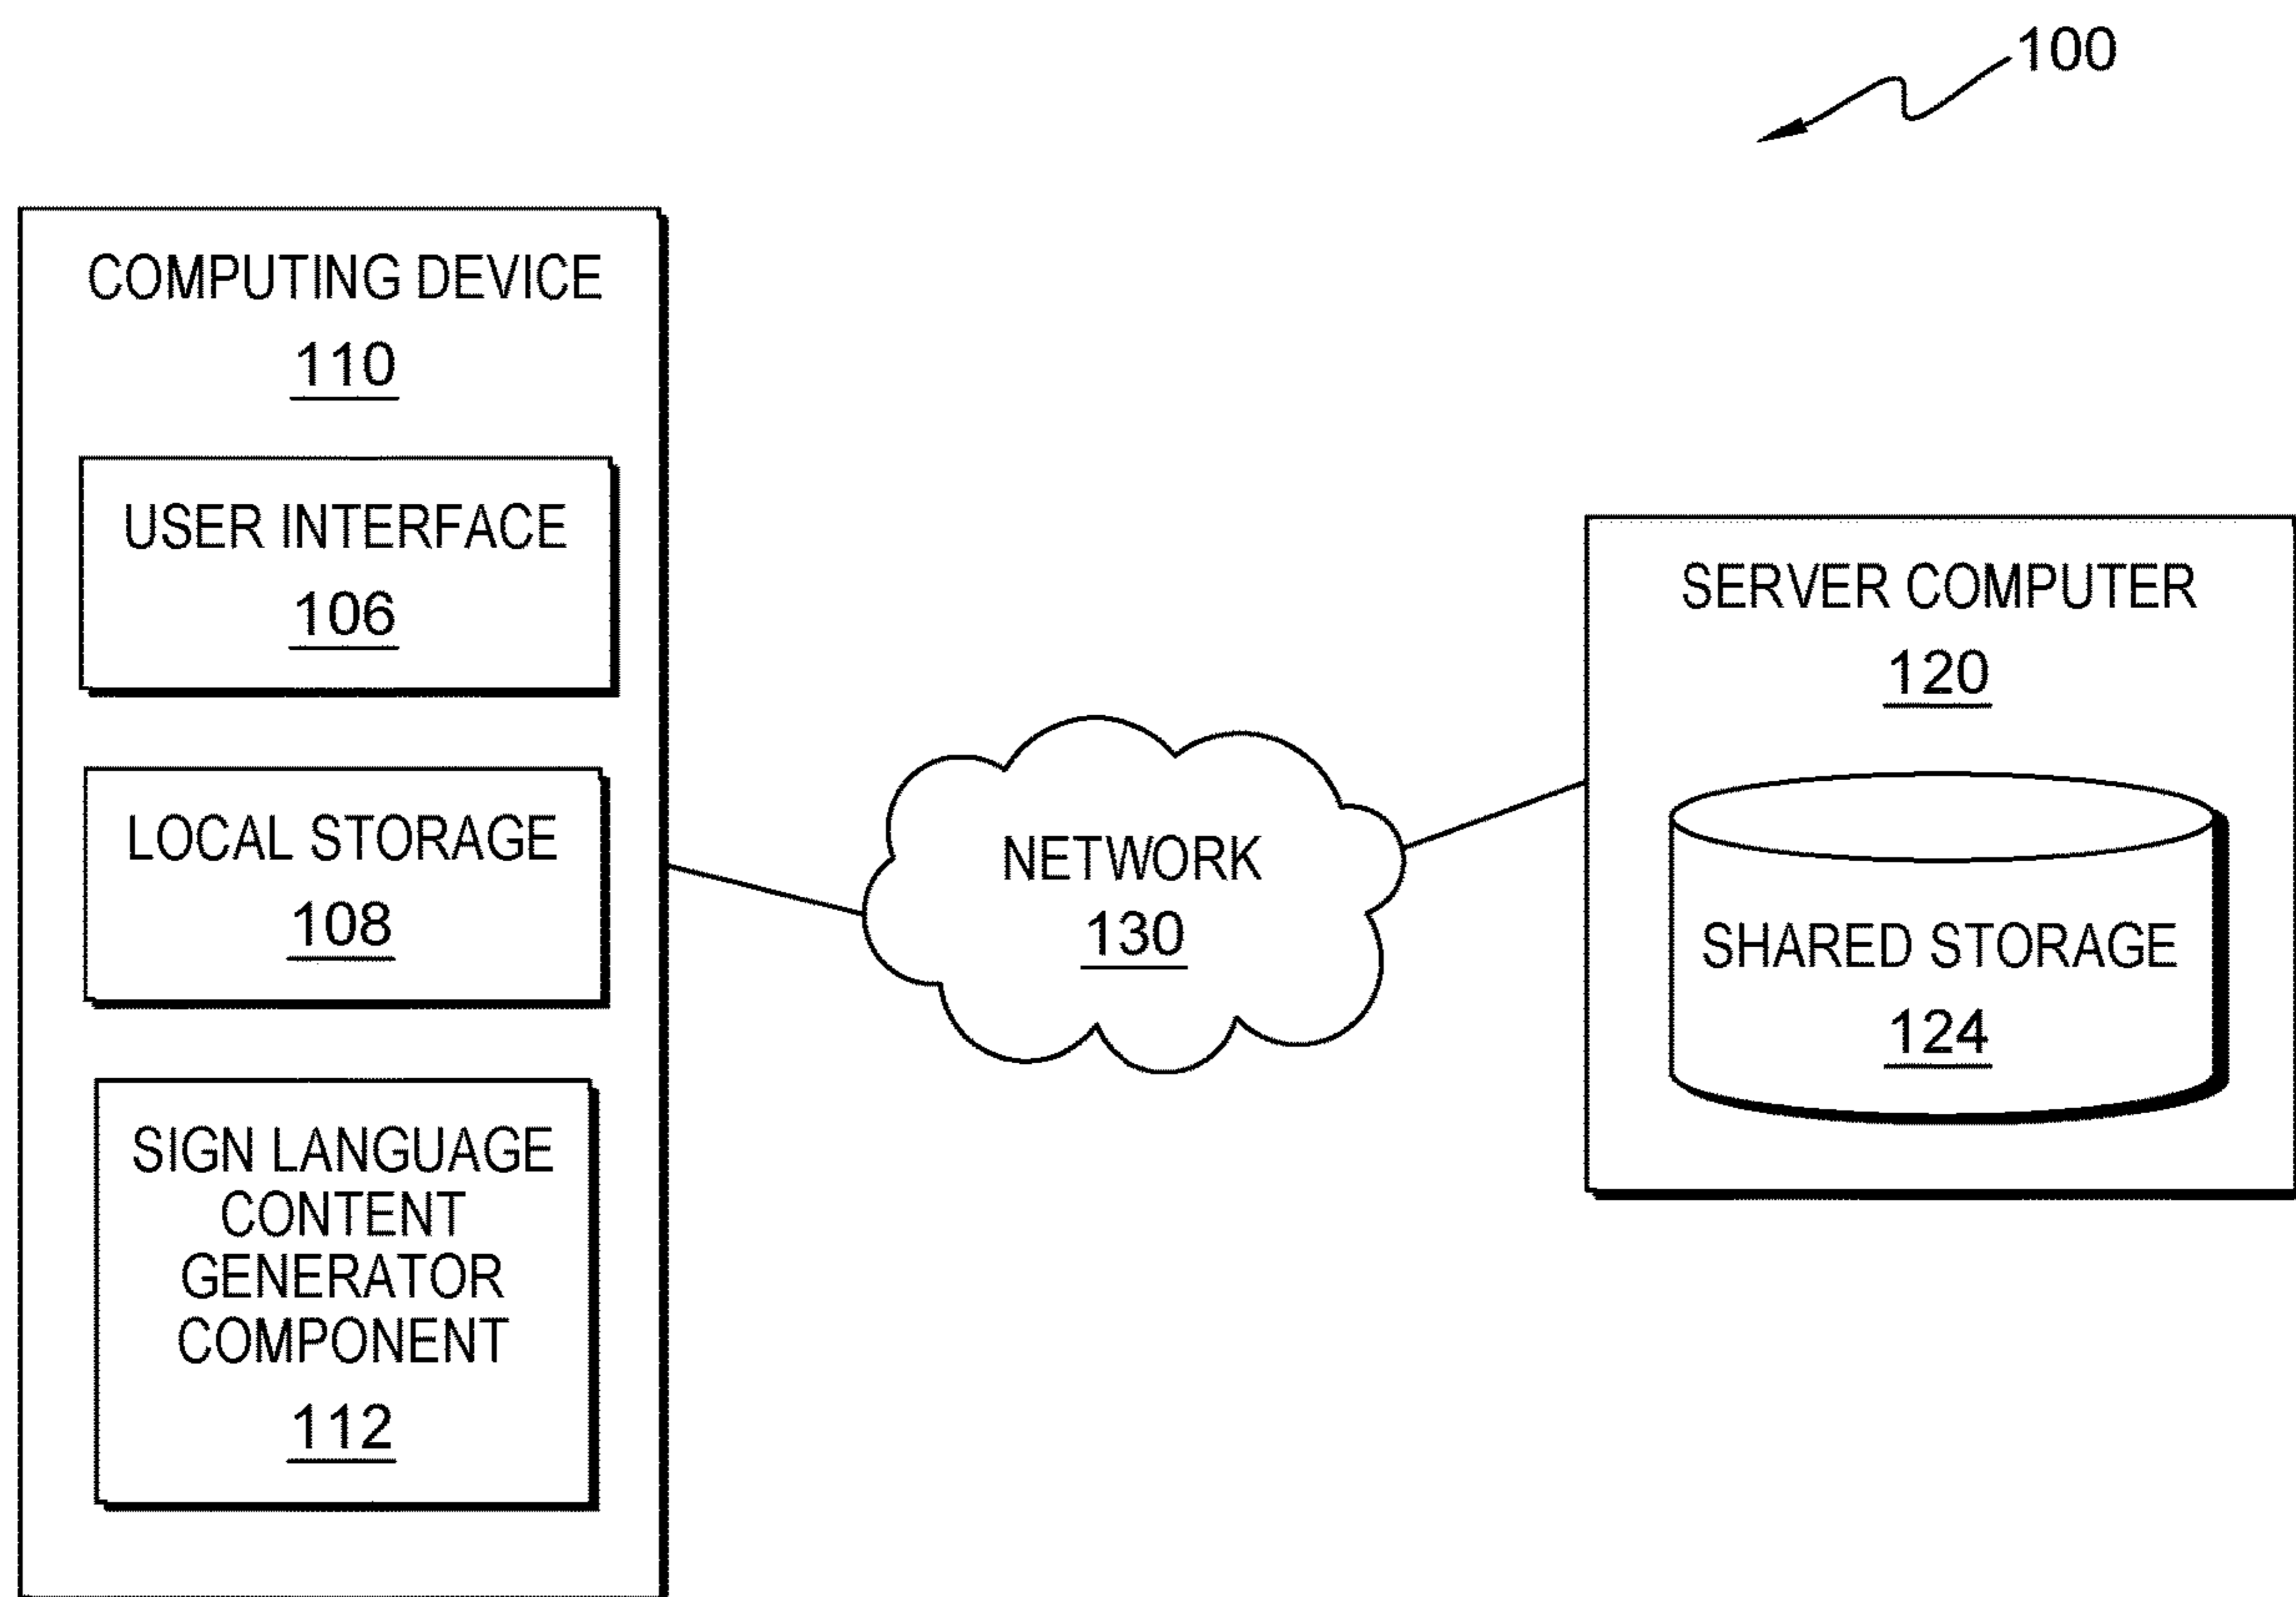 100
COMPUTING DEVICE
110
USER INTERFACE
106
LOCAL STORAGE
108
SIGN LANGUAGE
CONTENT
GENERATOR
COMPONENT
112
NETWORK
130
SERVER COMPUTER
120
SHARED STORAGE
124